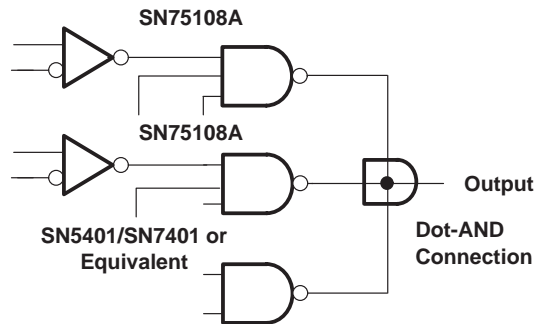 SN75108A
SN75108A
Output
SN5401/SN7401 or
Equivalent
Dot-AND
Connection